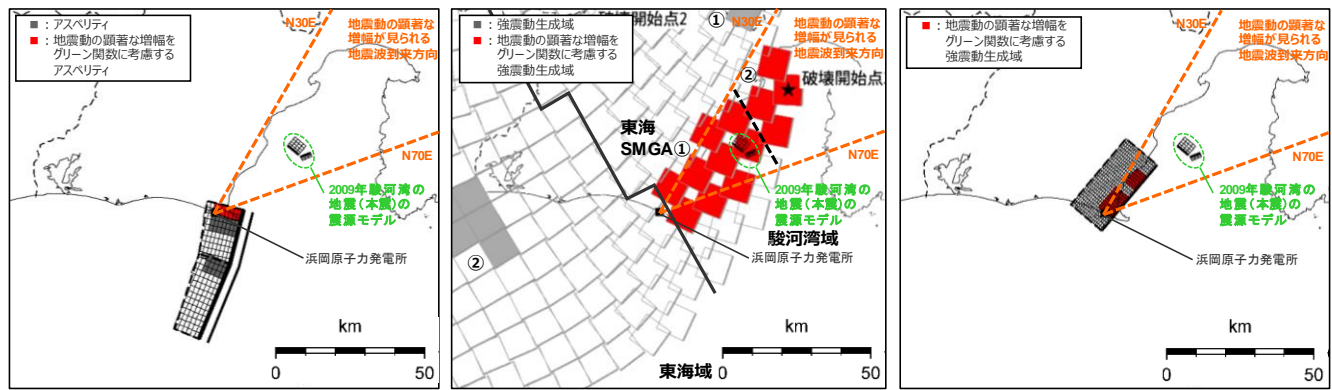 ■:アスペリティ
■:地震動の顕著な増幅を
グリーン関数に考慮する
アスペリティ
N30E
地震動の顕著な
増幅が見られる
地震波到来方向
N70E
2009年駿河湾の
地震(本震)の
震源モデル
浜岡原子力発電所
km
0
50
■:強震動生成域
■:地震動の顕著な増幅を
グリーン関数に考慮する
強震動生成域
破壊開始点2
①
N30E
地震動の顕著な
増幅が見られる
地震波到来方向
②
破壊開始点
東海
SMGA①
N70E
2009年駿河湾の
地震(本震)の
震源モデル
駿河湾域
浜岡原子力発電所
②
km
東海域
0
50
■:地震動の顕著な増幅を
グリーン関数に考慮する
強震動生成域
N30E
地震動の顕著な
増幅が見られる
地震波到来方向
N70E
2009年駿河湾の
地震(本震)の
震源モデル
浜岡原子力発電所
km
0
50